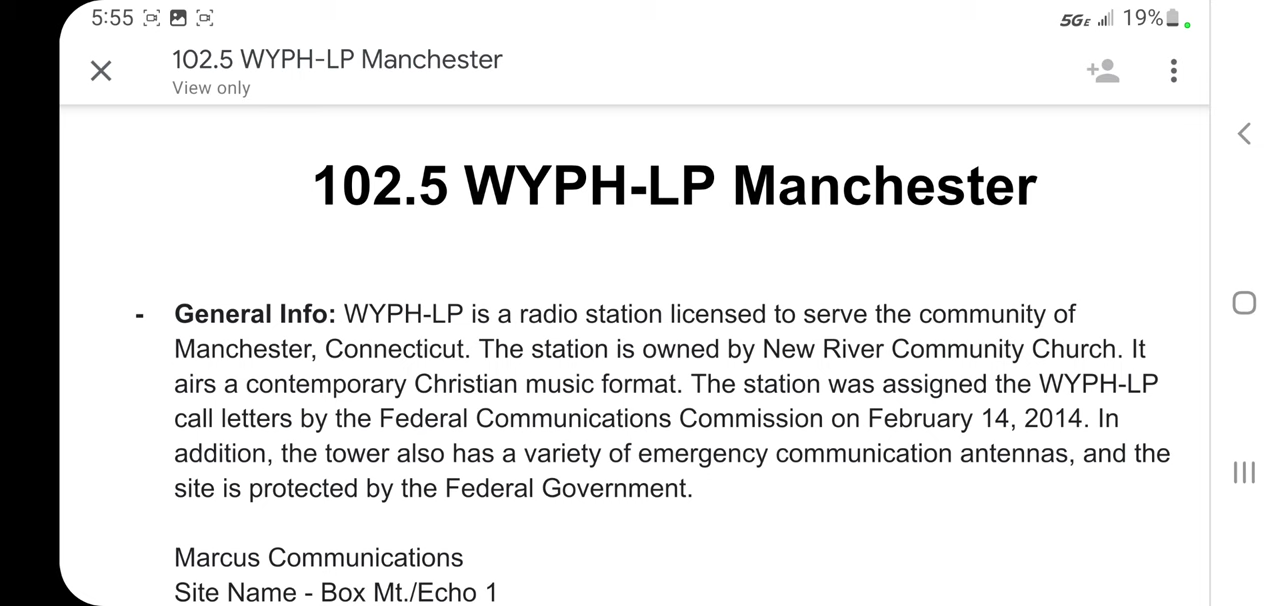 5:55
5GE 19%
102.5 WYPH-LP Manchester
View only
102.5 WYPH-LP Manchester
- General Info: WYPH-LP is a radio station licensed to serve the community of
Manchester, Connecticut. The station is owned by New River Community Church. It
airs a contemporary Christian music format. The station was assigned the WYPH-LP
call letters by the Federal Communications Commission on February 14, 2014. In
addition, the tower also has a variety of emergency communication antennas, and the
site is protected by the Federal Government.
Marcus Communications
Site Name - Box Mt./Echo 1